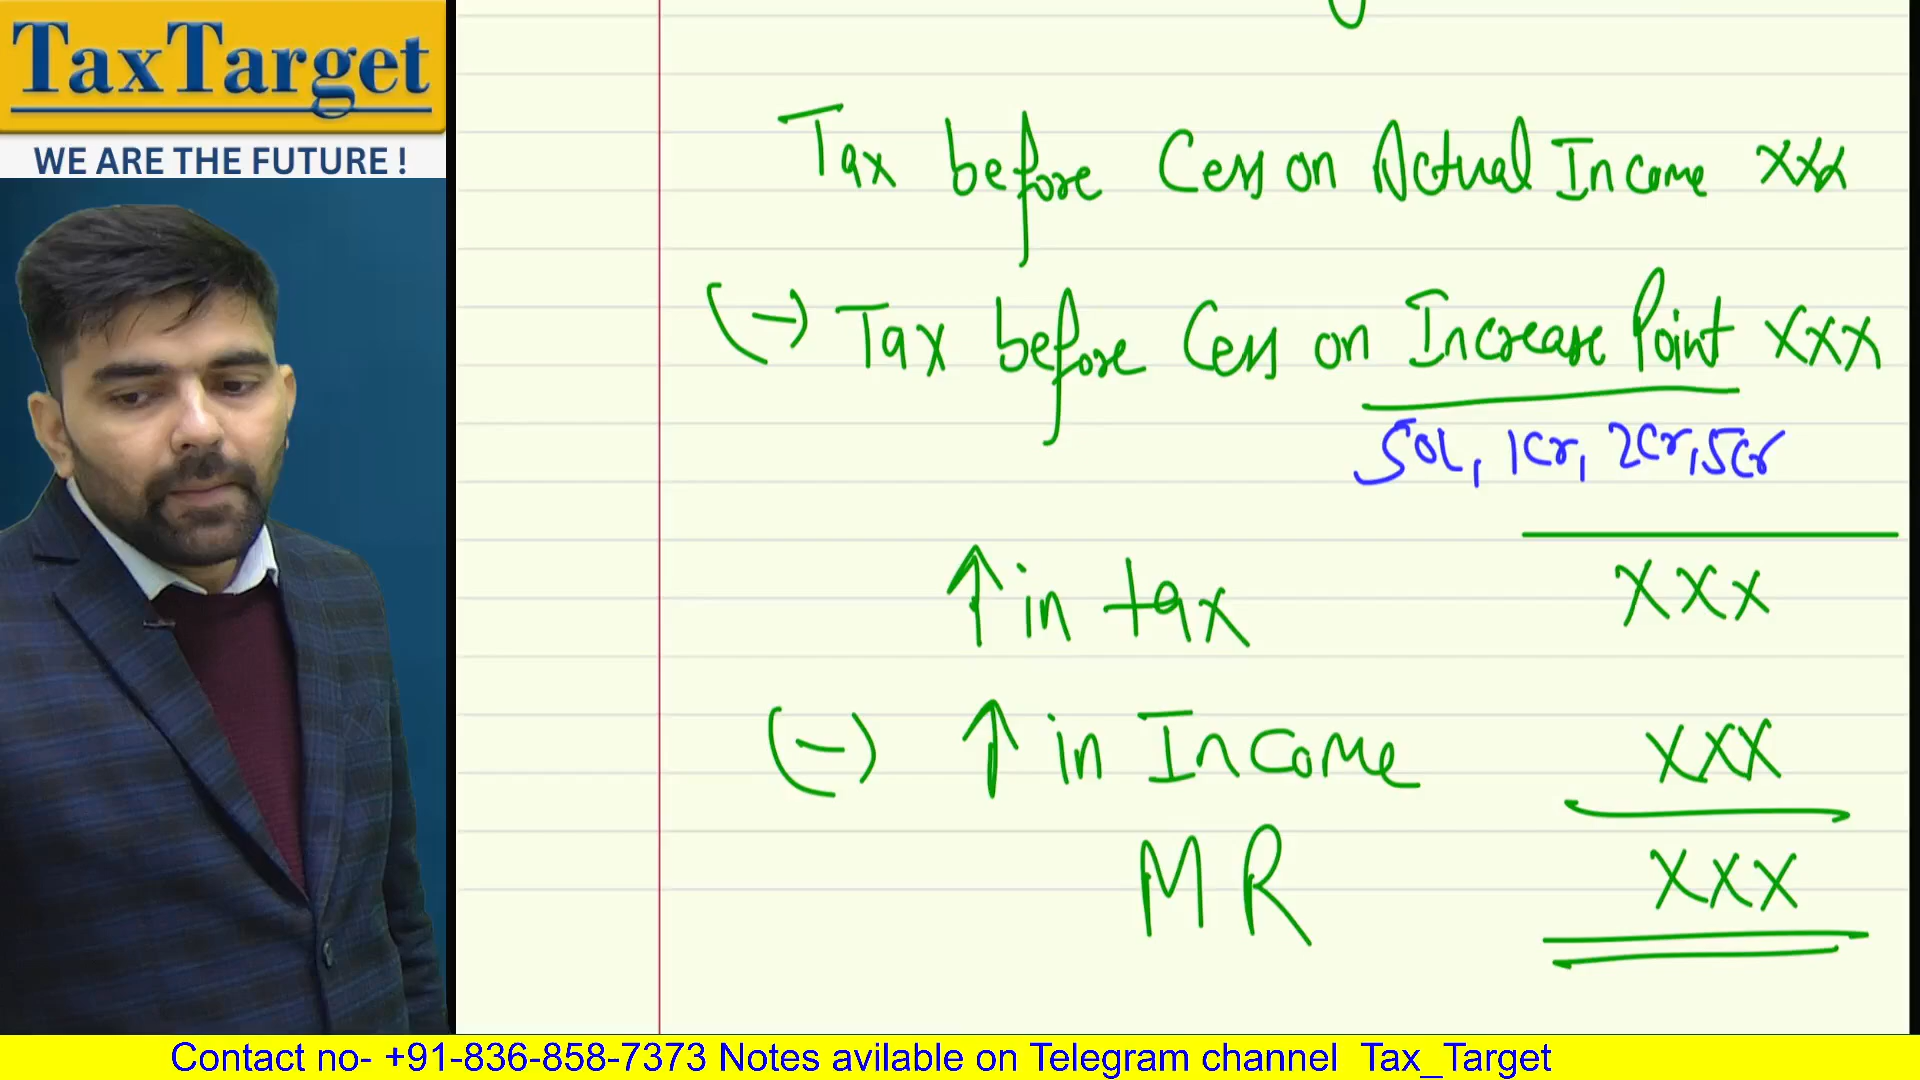 TaxTarget
WE ARE THE FUTURE !
Tax before Cess on Actual Income xxx
(-) Tax before Cess on Increase Point XXX
50L, 1Cr, 2Cr, 5Cr
↑ in tax XXX
(-) ↑ in Income XXX
MR XXX
Contact no- +91-836-858-7373 Notes avilable on Telegram channel Tax_Target